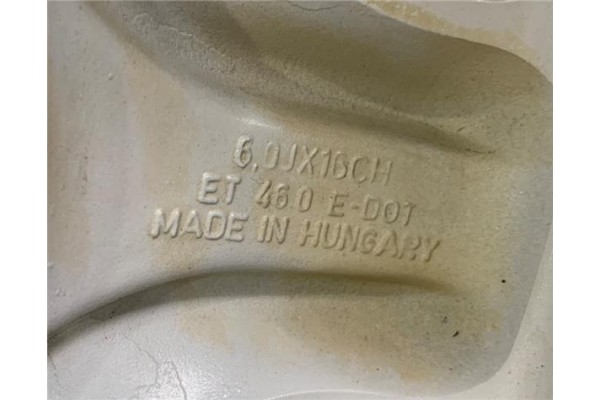 6.0JX16CH
ET 46.0 E-DOT
MADE IN HUNGARY